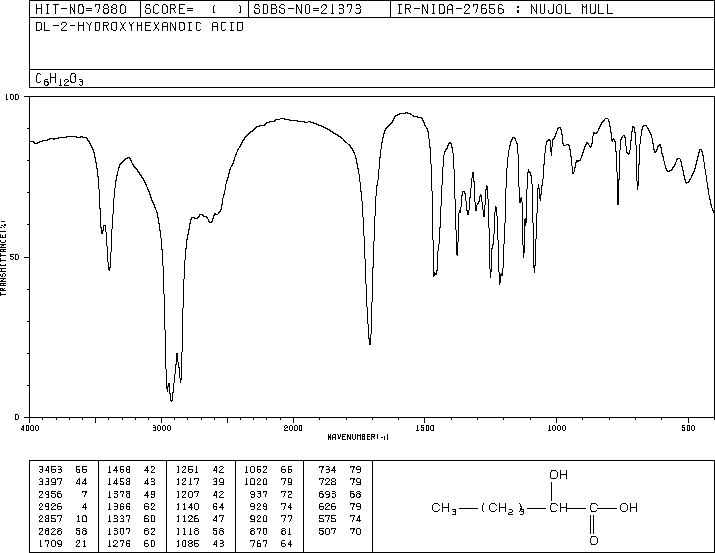 HIT-NO=7880 SCORE= ( ) SDBS-NO=21373 IR-NIDA-27656 : NUJOL MULL
DL-2-HYDROXYHEXANOIC ACID
C6H12O3
100
50
0
TRANSMITTANCE(%)
4000 3000 2000 1500 1000 500
WAVENUMBER(-1)
3453 55 1468 42 1251 42 1052 66 734 79
3397 44 1458 43 1217 39 1020 79 728 79
2956 7 1378 49 1207 42 937 72 693 68
2926 4 1366 62 1140 64 929 74 626 79
2857 10 1337 60 1126 47 920 77 575 74
2628 58 1307 62 1118 58 870 81 507 70
1709 21 1276 60 1085 43 767 64
OH
CH3 (CH2)3 CH C OH
O